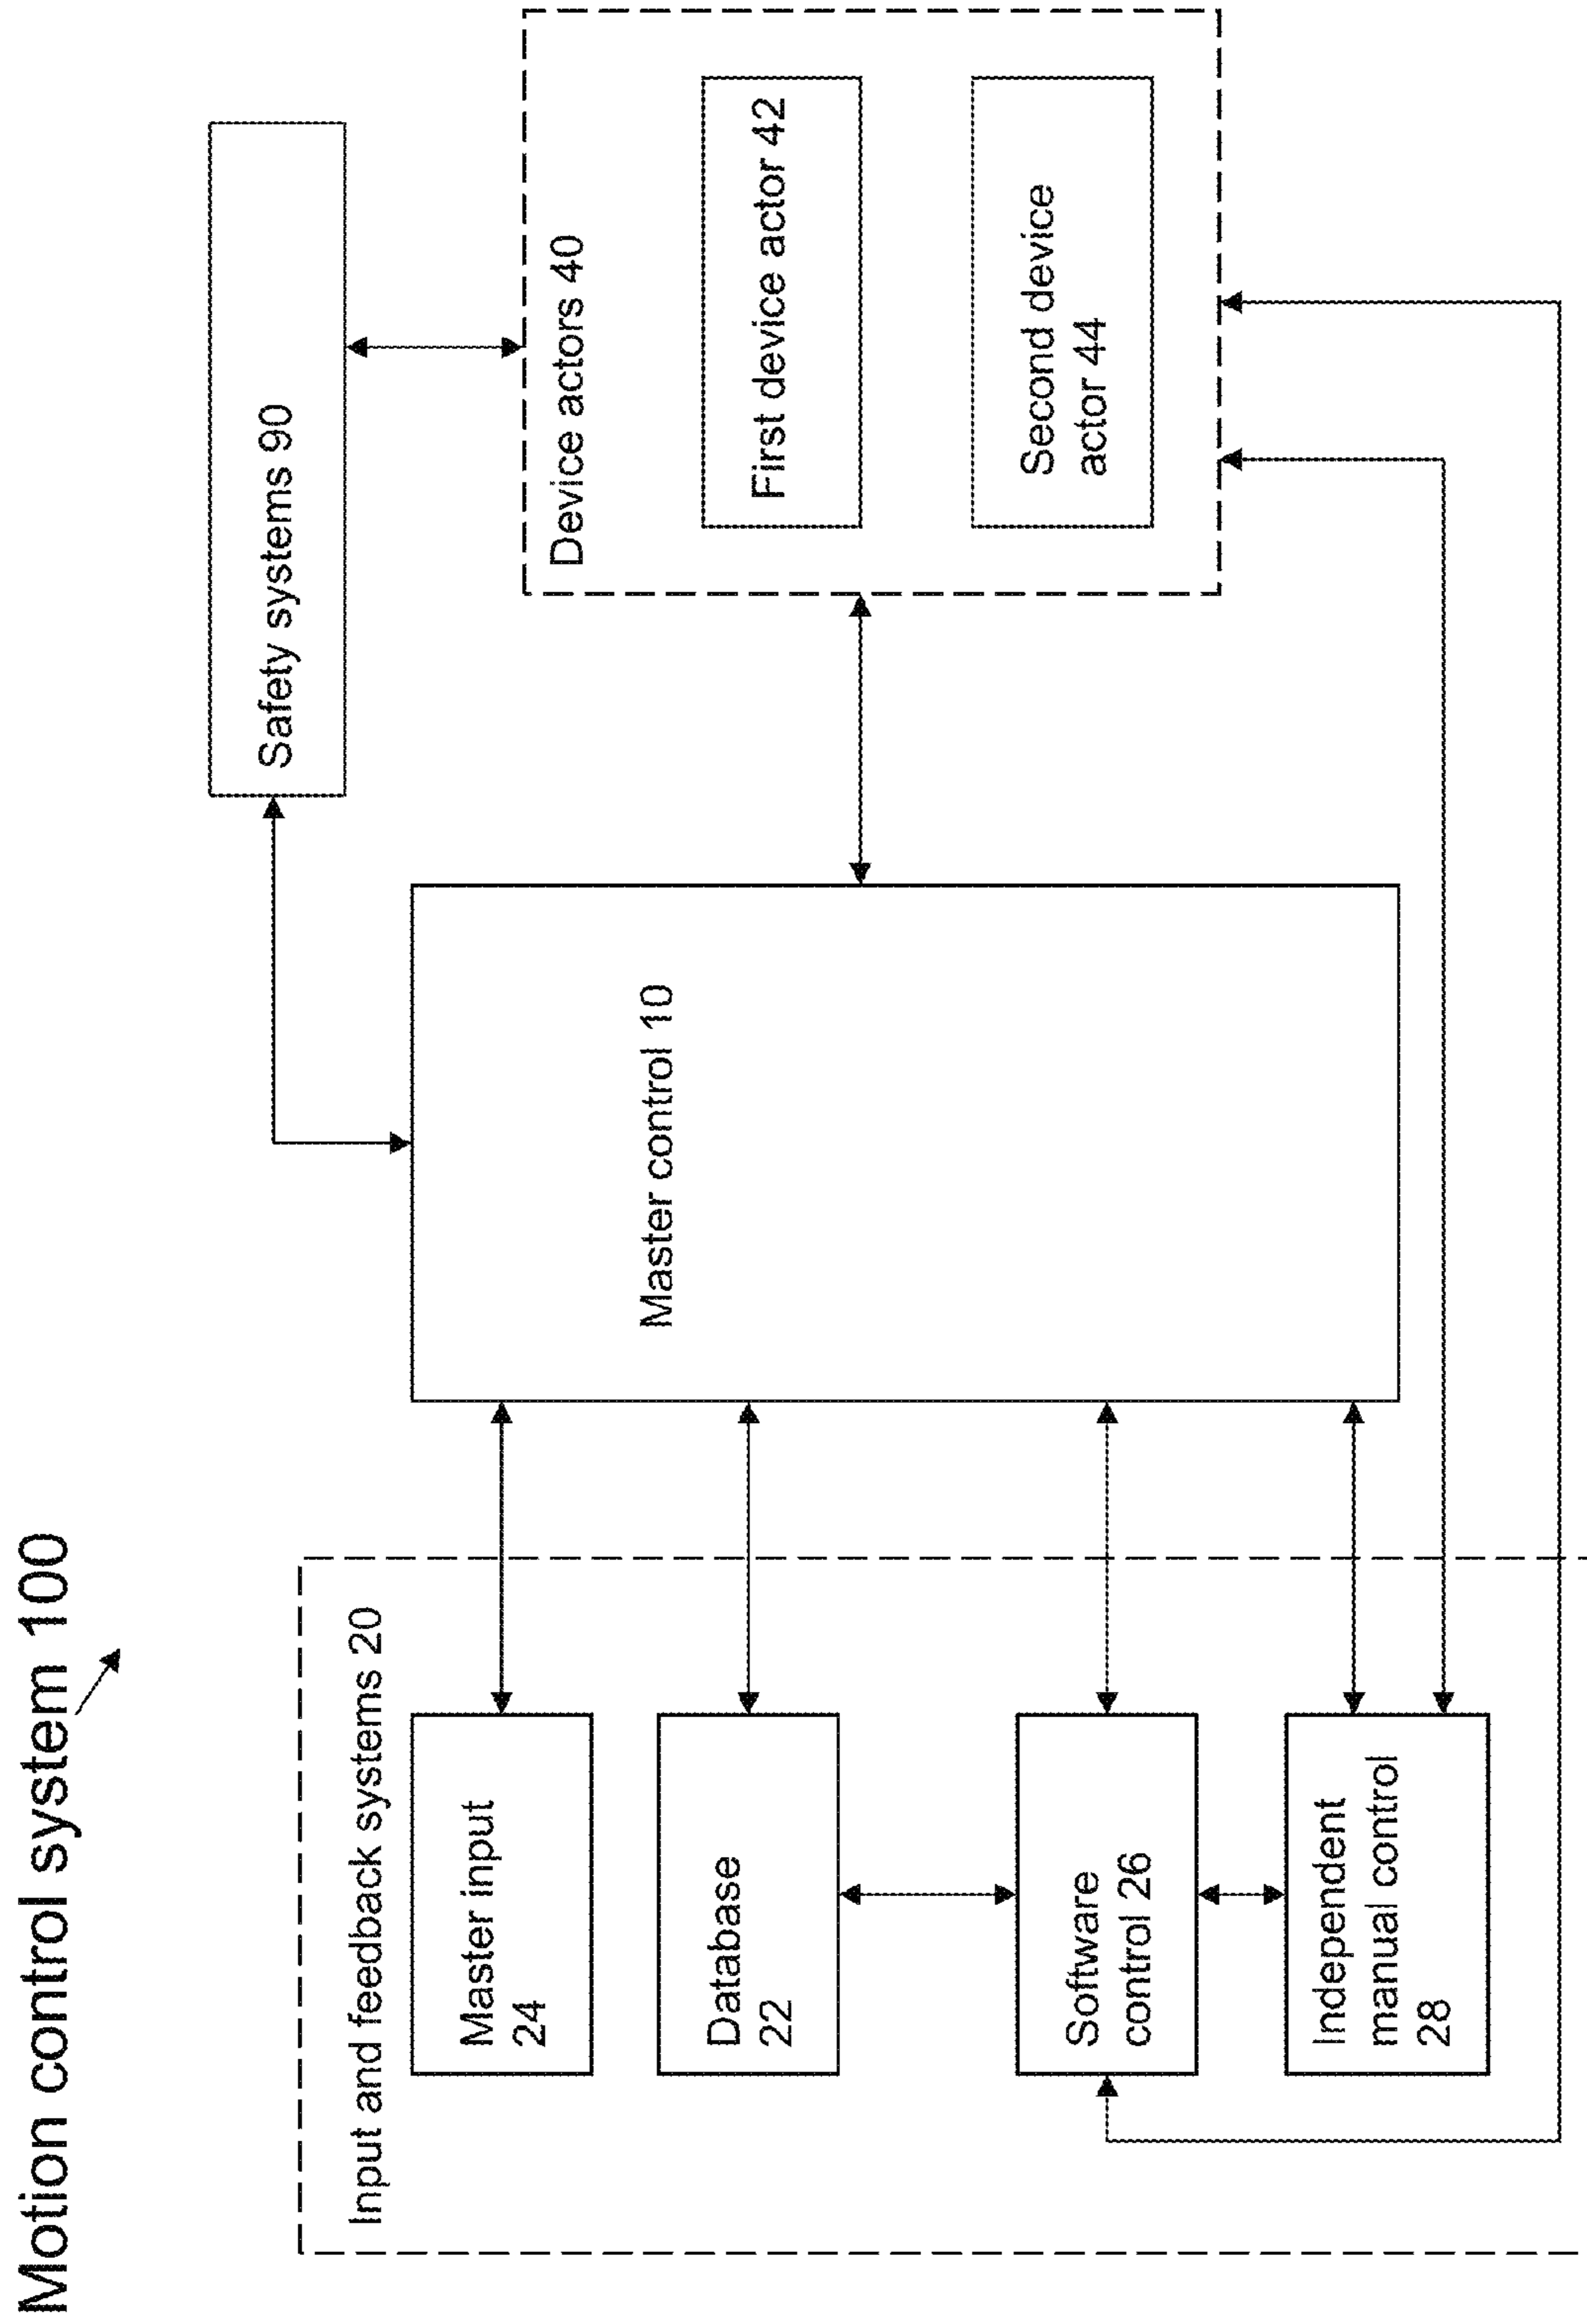 Motion control system 100
Input and feedback systems 20
Master input
24
Database
22
Software
control 26
Independent
manual control
28
Master control 10
Safety systems 90
Device actors 40
First device actor 42
Second device
actor 44